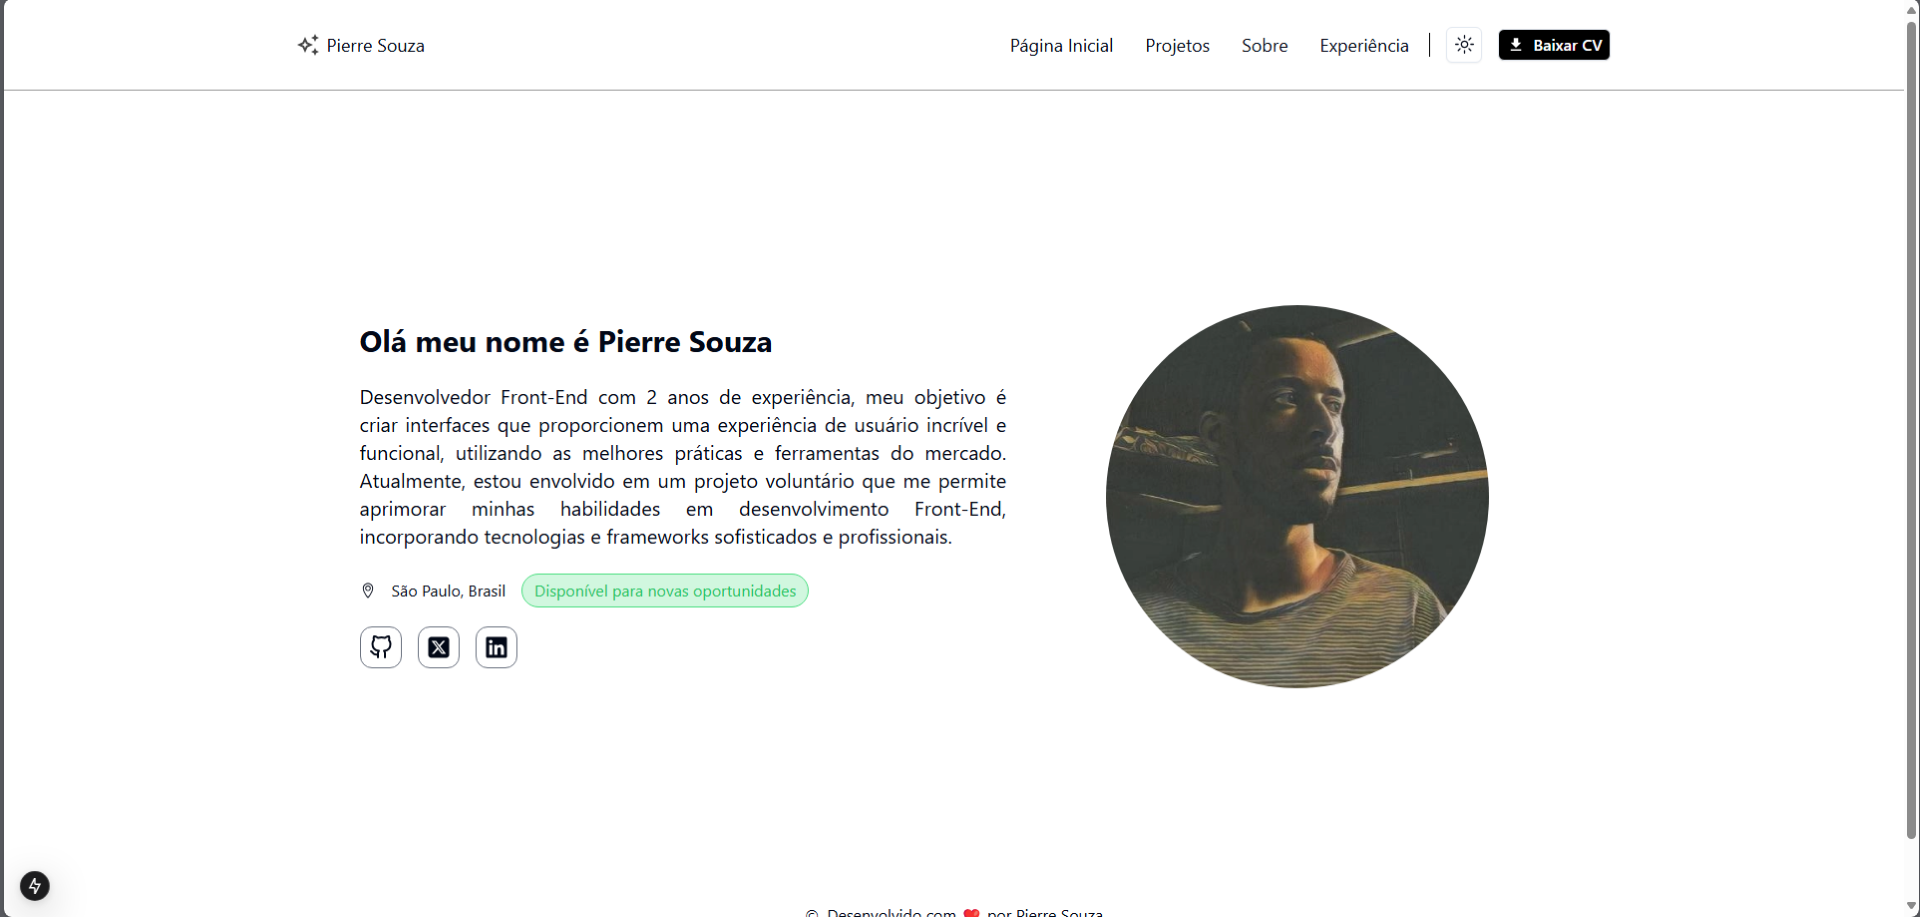 Pierre Souza
Página Inicial
Projetos
Sobre
Experiência
Baixar CV
Olá meu nome é Pierre Souza
Desenvolvedor Front-End com 2 anos de experiência, meu objetivo é
criar interfaces que proporcionem uma experiência de usuário incrível e
funcional, utilizando as melhores práticas e ferramentas do mercado.
Atualmente, estou envolvido em um projeto voluntário que me permite
aprimorar minhas habilidades em desenvolvimento Front-End,
incorporando tecnologias e frameworks sofisticados e profissionais.
São Paulo, Brasil
Disponível para novas oportunidades
© Desenvolvido com ❤️ por Pierre Souza